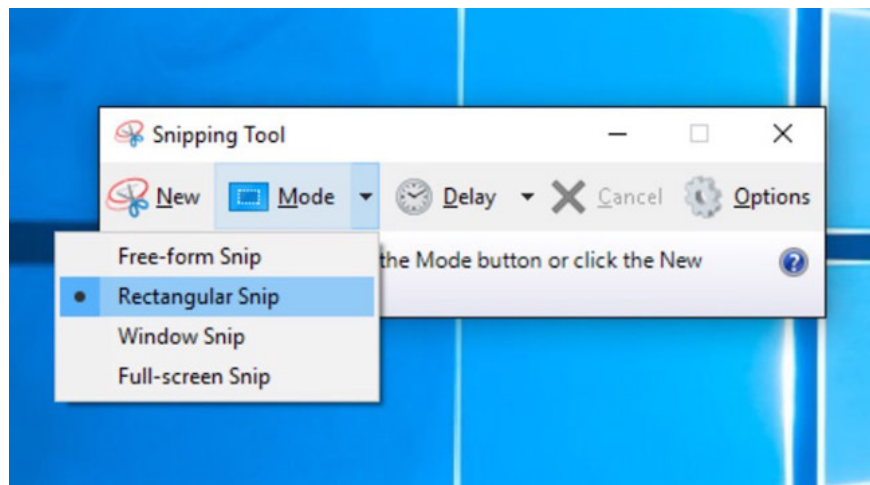 Snipping Tool
New Mode Delay Cancel Options
the Mode button or click the New
Free-form Snip
Rectangular Snip
Window Snip
Full-screen Snip